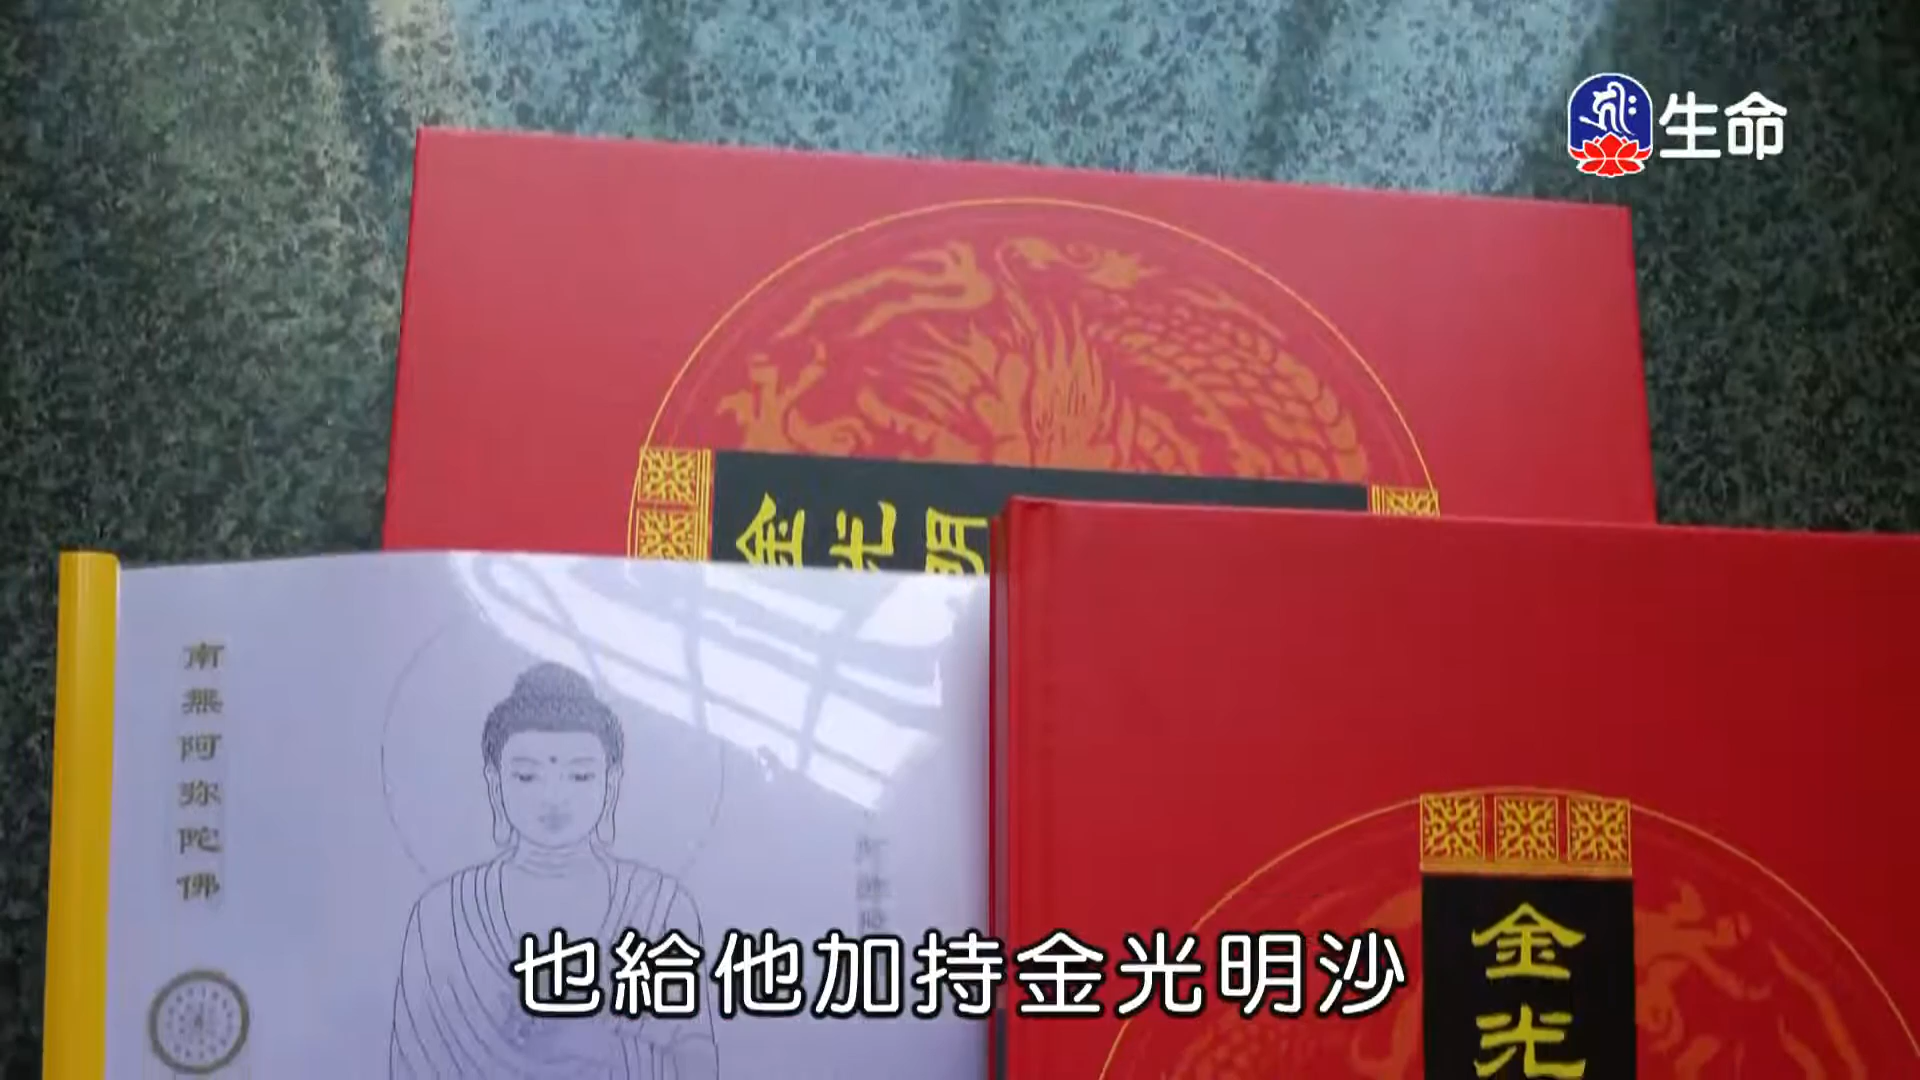 生命
金光明
南無阿弥陀佛
金光
也給他加持金光明沙